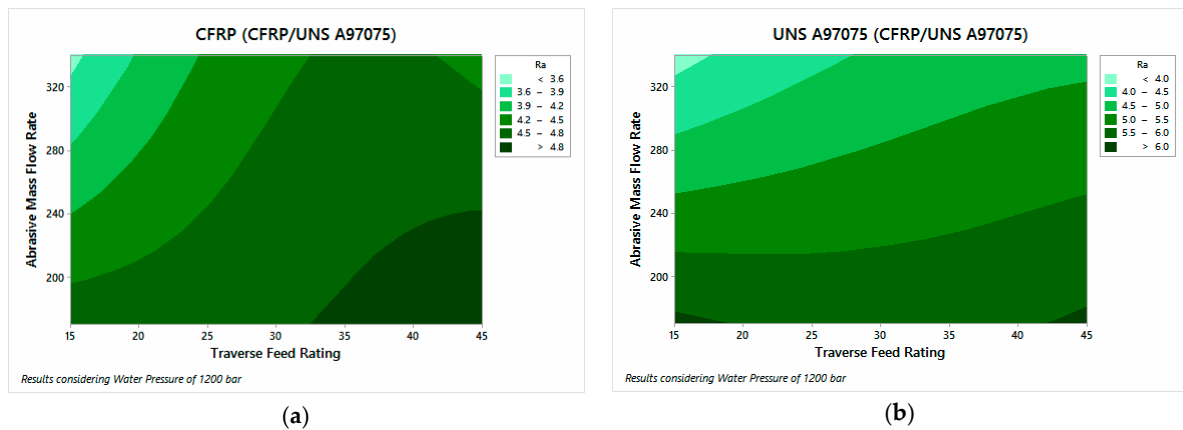 CFRP (CFRP/UNS A97075)
Ra
< 3.6
3.6 – 3.9
3.9 – 4.2
4.2 – 4.5
4.5 – 4.8
> 4.8
Abrasive Mass Flow Rate
320
280
240
200
15 20 25 30 35 40 45
Traverse Feed Rating
Results considering Water Pressure of 1200 bar
(a)
UNS A97075 (CFRP/UNS A97075)
Ra
< 4.0
4.0 – 4.5
4.5 – 5.0
5.0 – 5.5
5.5 – 6.0
> 6.0
Abrasive Mass Flow Rate
320
280
240
200
15 20 25 30 35 40 45
Traverse Feed Rating
Results considering Water Pressure of 1200 bar
(b)